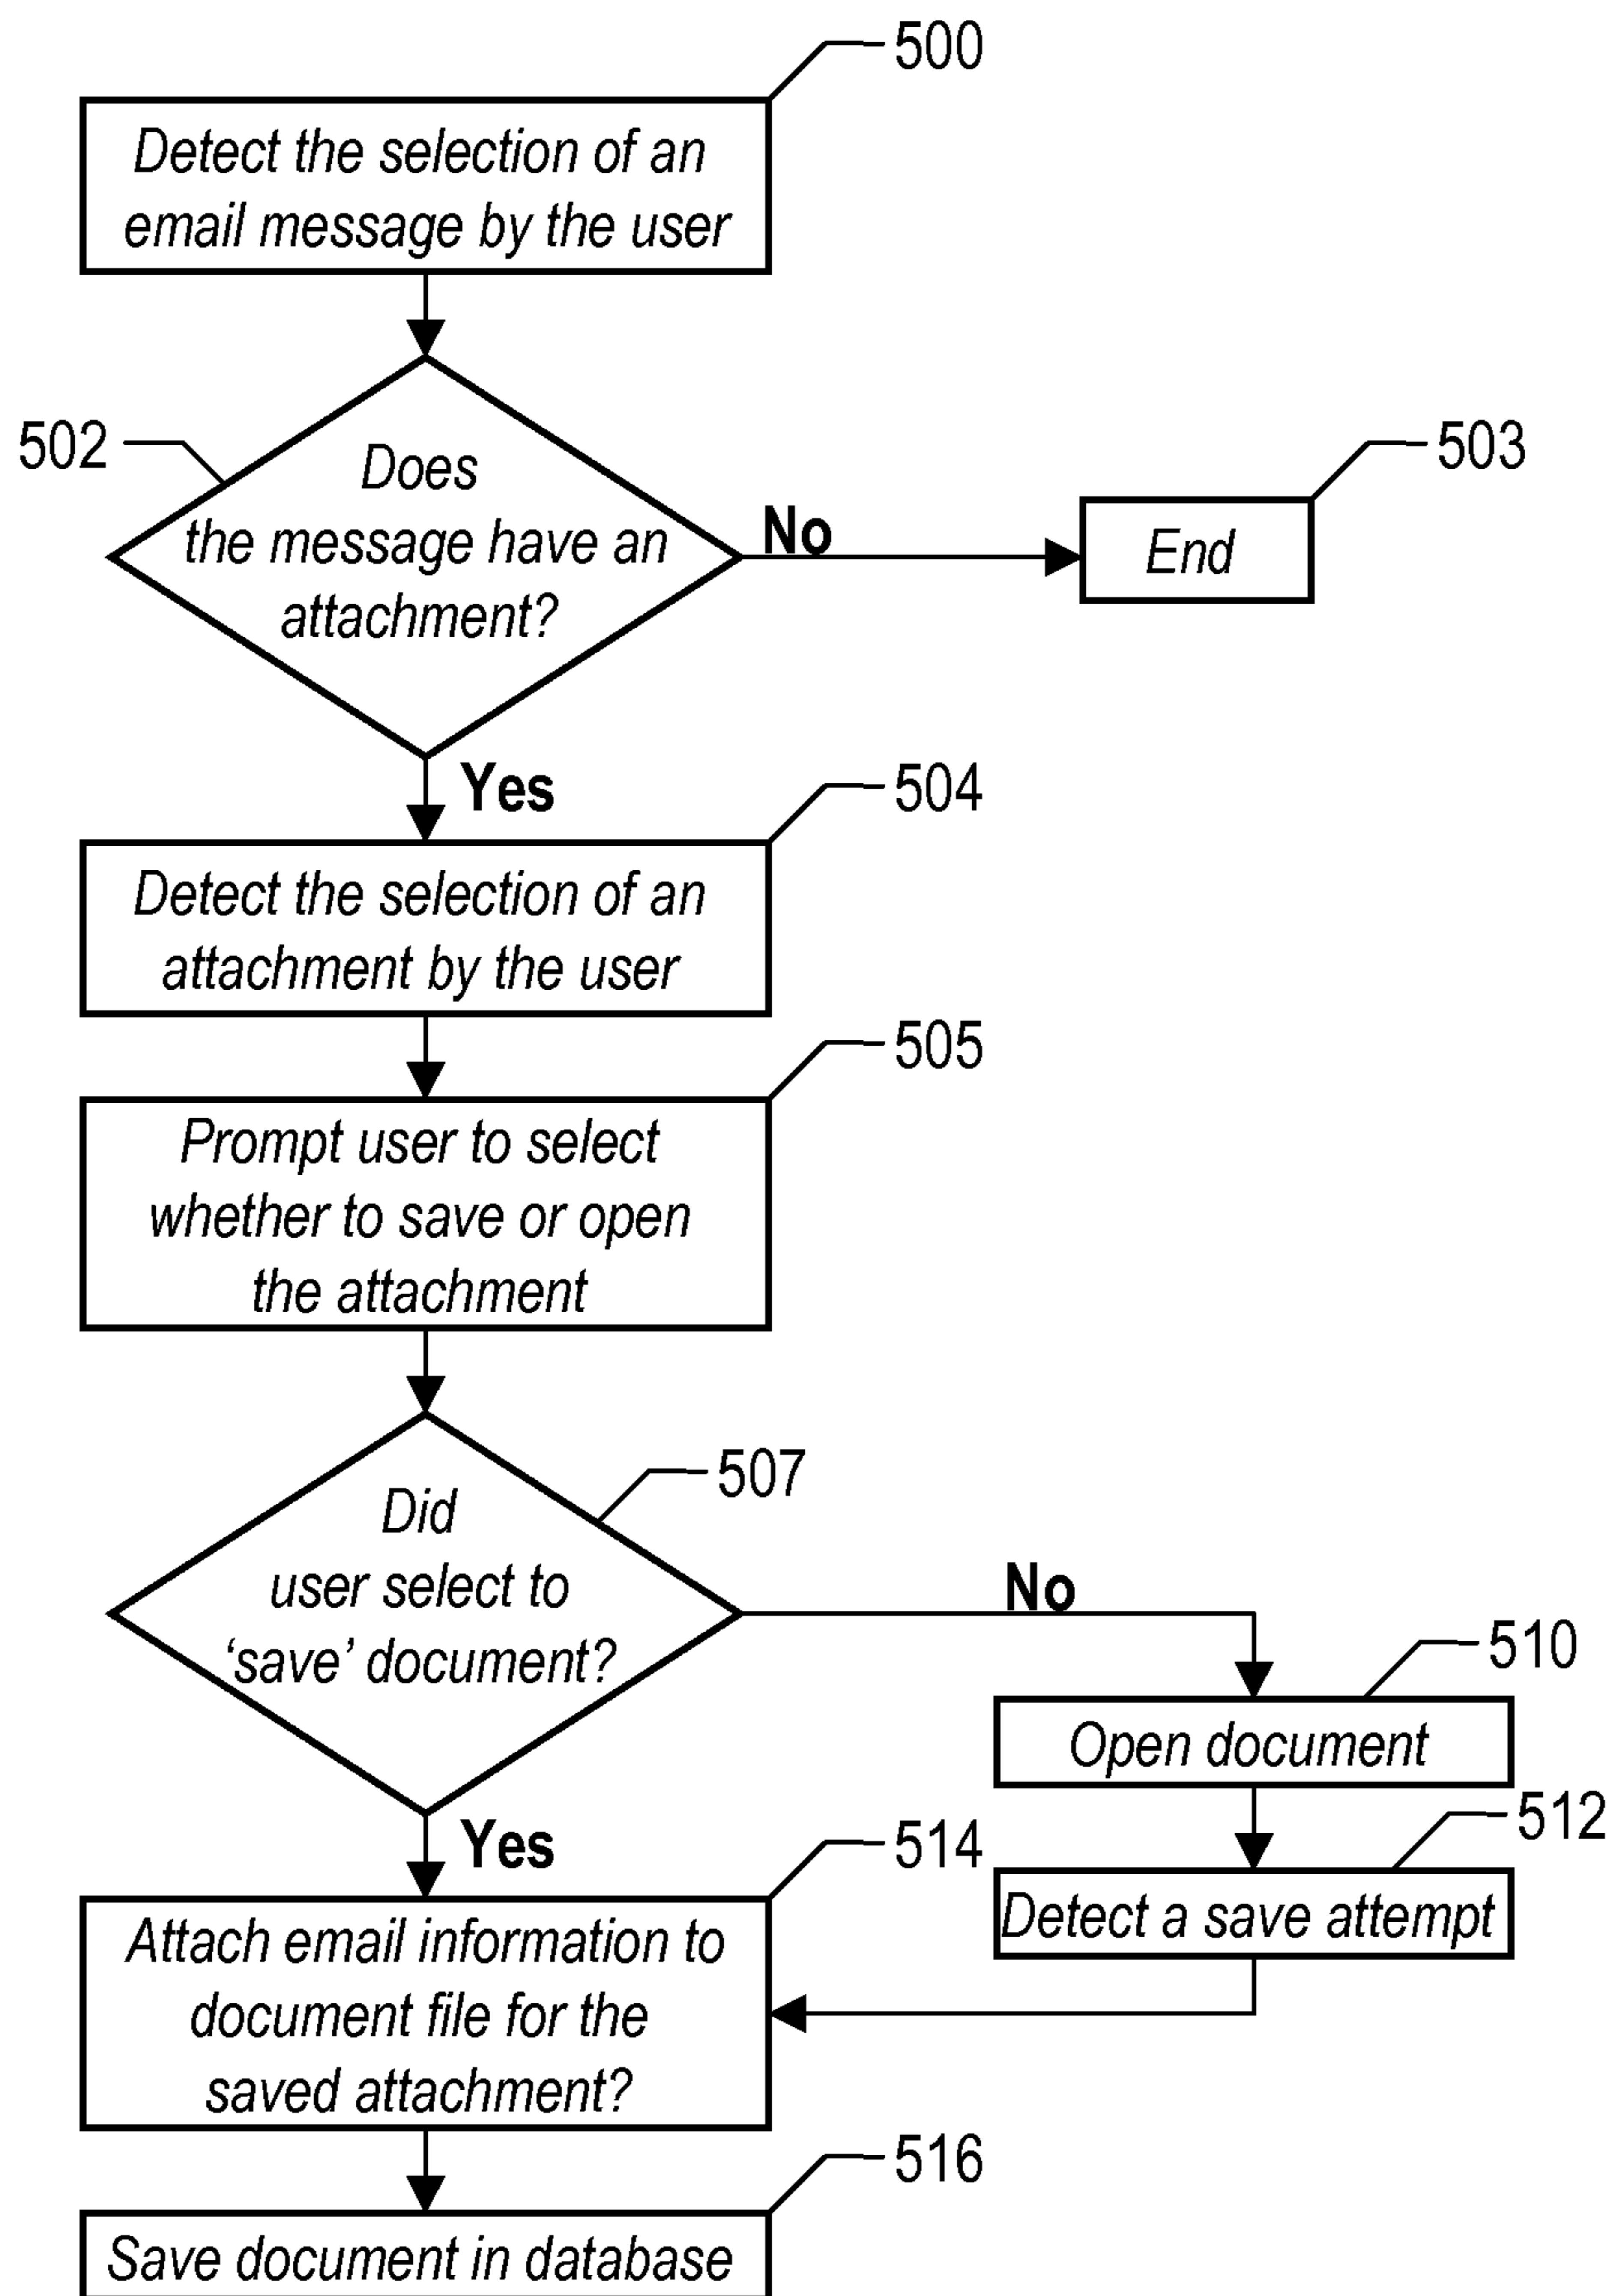 500
Detect the selection of an
email message by the user
502
Does
the message have an
attachment?
No
503
End
Yes
504
Detect the selection of an
attachment by the user
505
Prompt user to select
whether to save or open
the attachment
507
Did
user select to
‘save’ document?
No
510
Open document
512
Detect a save attempt
Yes
514
Attach email information to
document file for the
saved attachment?
516
Save document in database